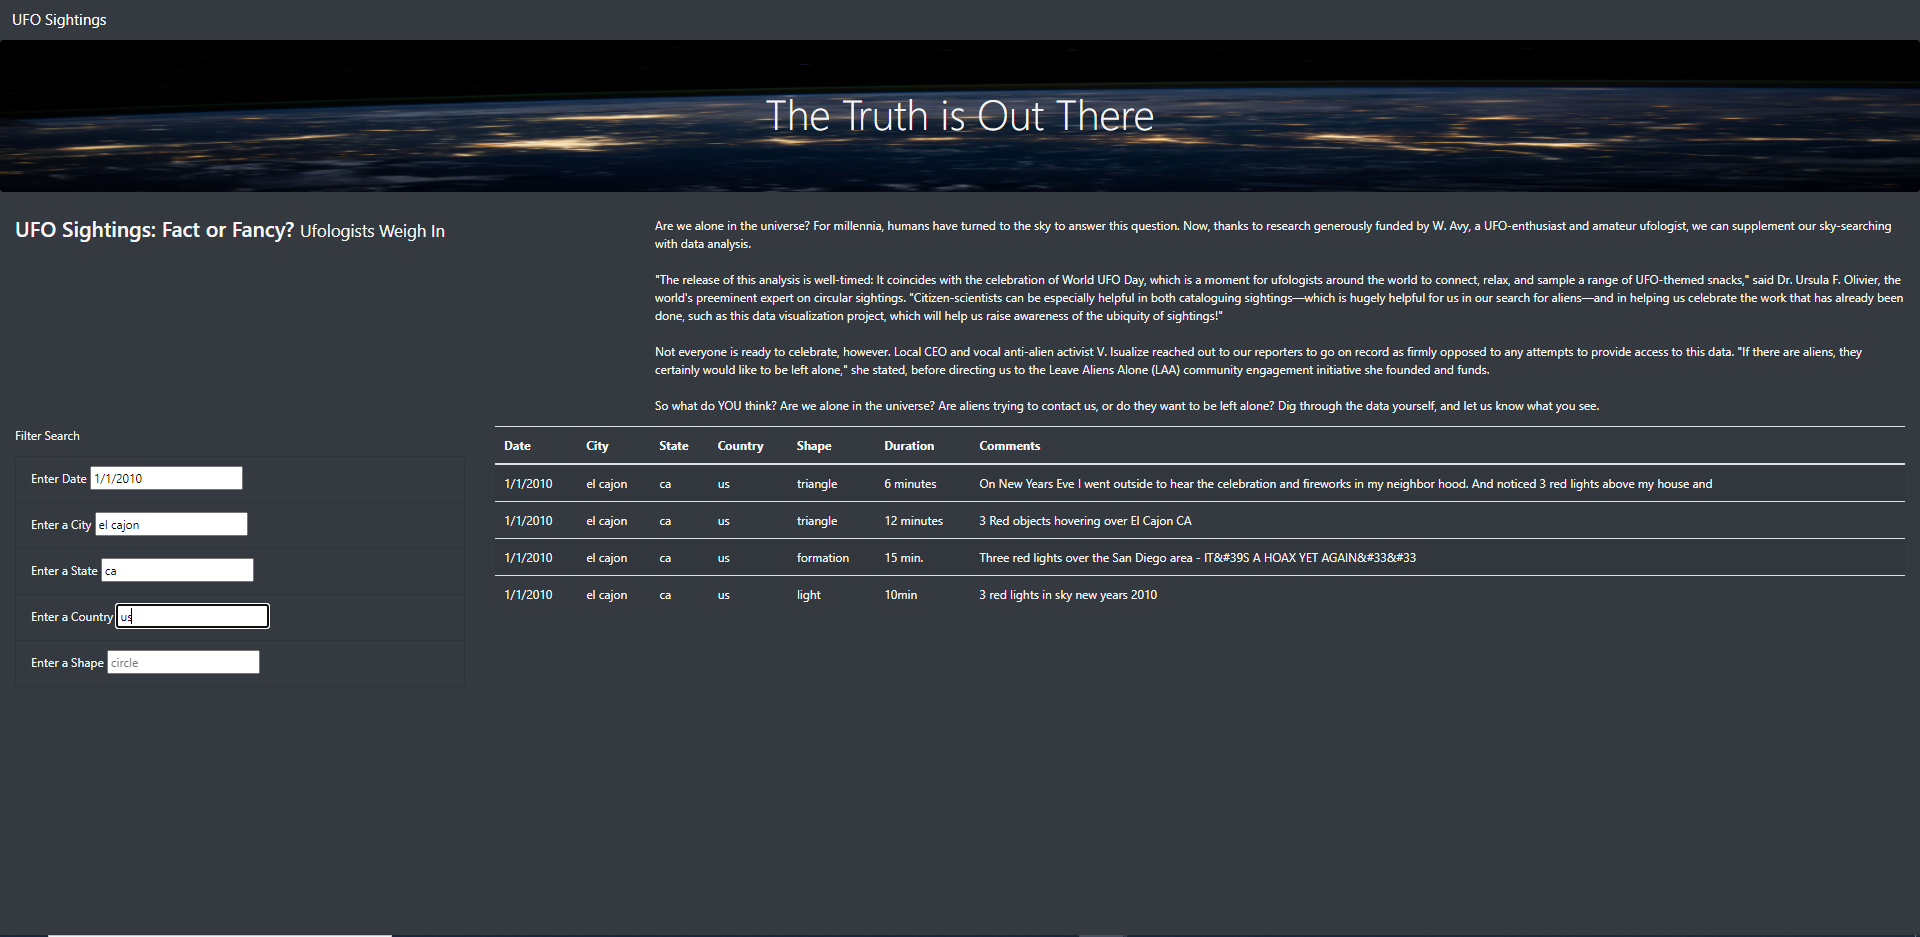 UFO Sightings
The Truth is Out There
UFO Sightings: Fact or Fancy? Ufologists Weigh In
Are we alone in the universe? For millennia, humans have turned to the sky to answer this question. Now, thanks to research generously funded by W. Avy, a UFO-enthusiast and amateur ufologist, we can supplement our sky-searching
with data analysis.
"The release of this analysis is well-timed: It coincides with the celebration of World UFO Day, which is a moment for ufologists around the world to connect, relax, and sample a range of UFO-themed snacks," said Dr. Ursula F. Olivier, the
world's preeminent expert on circular sightings. "Citizen-scientists can be especially helpful in both cataloguing sightings—which is hugely helpful for us in our search for aliens—and in helping us celebrate the work that has already been
done, such as this data visualization project, which will help us raise awareness of the ubiquity of sightings!"
Not everyone is ready to celebrate, however. Local CEO and vocal anti-alien activist V. Isualize reached out to our reporters to go on record as firmly opposed to any attempts to provide access to this data. "If there are aliens, they
certainly would like to be left alone," she stated, before directing us to the Leave Aliens Alone (LAA) community engagement initiative she founded and funds.
So what do YOU think? Are we alone in the universe? Are aliens trying to contact us, or do they want to be left alone? Dig through the data yourself, and let us know what you see.
Filter Search
Enter Date 1/1/2010
Enter a City el cajon
Enter a State ca
Enter a Country us
Enter a Shape circle
Date City State Country Shape Duration Comments
1/1/2010 el cajon ca us triangle 6 minutes On New Years Eve I went outside to hear the celebration and fireworks in my neighbor hood. And noticed 3 red lights above my house and
1/1/2010 el cajon ca us triangle 12 minutes 3 Red objects hovering over El Cajon CA
1/1/2010 el cajon ca us formation 15 min. Three red lights over the San Diego area - IT&#39S A HOAX YET AGAIN&#33&#33
1/1/2010 el cajon ca us light 10min 3 red lights in sky new years 2010